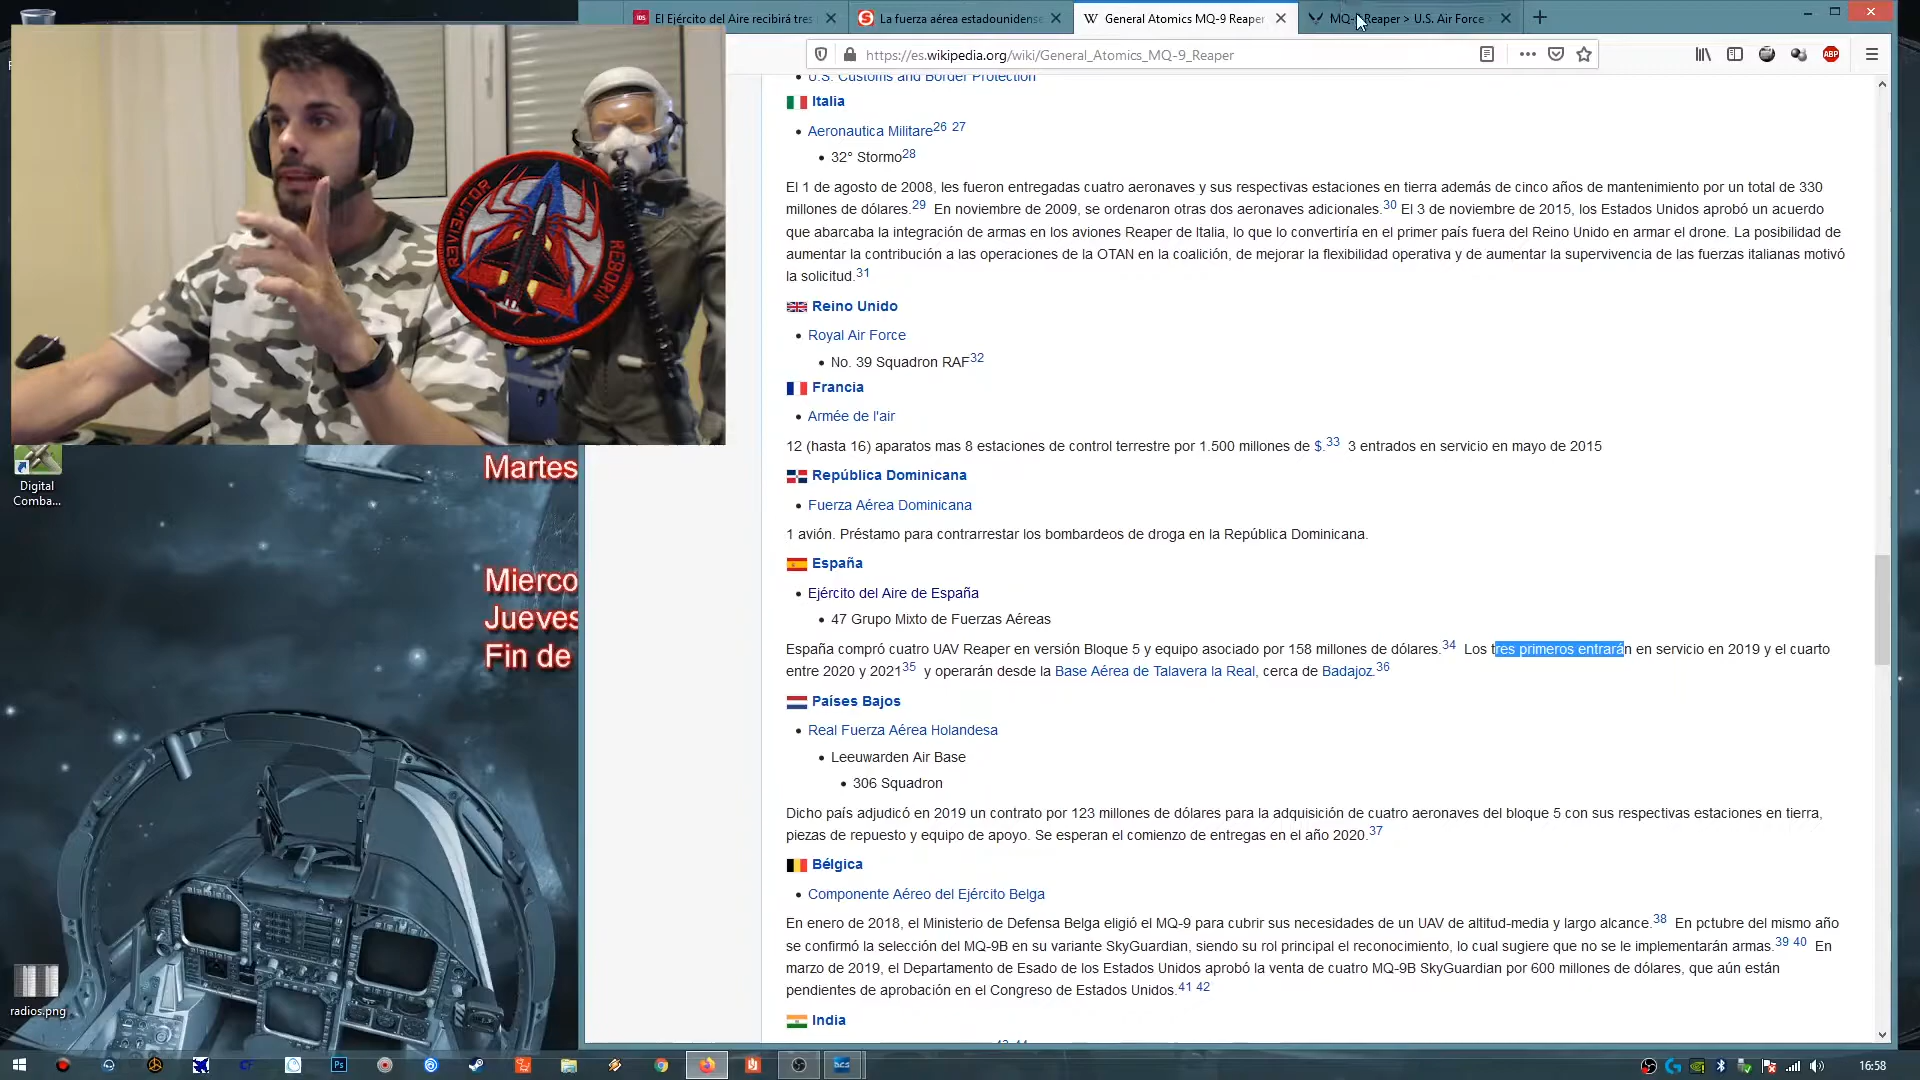 El Ejército del Aire recibirá tres
La fuerza aérea estadounidense
General Atomics MQ-9 Reaper
Reaper > U.S. Air Force >
https://es.wikipedia.org/wiki/General_Atomics_MQ-9_Reaper
ABP
U.S. Customs and Border Protection
Italia
Aeronautica Militare26 27
32° Stormo28
El 1 de agosto de 2008, les fueron entregadas cuatro aeronaves y sus respectivas estaciones en tierra además de cinco años de mantenimiento por un total de 330
millones de dólares.29 En noviembre de 2009, se ordenaron otras dos aeronaves adicionales.30 El 3 de noviembre de 2015, los Estados Unidos aprobó un acuerdo
que abarcaba la integración de armas en los aviones Reaper de Italia, lo que lo convertiría en el primer país fuera del Reino Unido en armar el drone. La posibilidad de
aumentar la contribución a las operaciones de la OTAN en la coalición, de mejorar la flexibilidad operativa y de aumentar la supervivencia de las fuerzas italianas motivó
la solicitud.31
Reino Unido
Royal Air Force
No. 39 Squadron RAF32
Francia
Armée de l'air
12 (hasta 16) aparatos mas 8 estaciones de control terrestre por 1.500 millones de $.33 3 entrados en servicio en mayo de 2015
República Dominicana
Fuerza Aérea Dominicana
1 avión. Préstamo para contrarrestar los bombardeos de droga en la República Dominicana.
España
Ejército del Aire de España
47 Grupo Mixto de Fuerzas Aéreas
España compró cuatro UAV Reaper en versión Bloque 5 y equipo asociado por 158 millones de dólares.34 Los tres primeros entrarán en servicio en 2019 y el cuarto
entre 2020 y 202135 y operarán desde la Base Aérea de Talavera la Real, cerca de Badajoz.36
Países Bajos
Real Fuerza Aérea Holandesa
Leeuwarden Air Base
306 Squadron
Dicho país adjudicó en 2019 un contrato por 123 millones de dólares para la adquisición de cuatro aeronaves del bloque 5 con sus respectivas estaciones en tierra,
piezas de repuesto y equipo de apoyo. Se esperan el comienzo de entregas en el año 2020.37
Bélgica
Componente Aéreo del Ejército Belga
En enero de 2018, el Ministerio de Defensa Belga eligió el MQ-9 para cubrir sus necesidades de un UAV de altitud-media y largo alcance.38 En pctubre del mismo año
se confirmó la selección del MQ-9B en su variante SkyGuardian, siendo su rol principal el reconocimiento, lo cual sugiere que no se le implementarán armas.39 40 En
marzo de 2019, el Departamento de Esado de los Estados Unidos aprobó la venta de cuatro MQ-9B SkyGuardian por 600 millones de dólares, que aún están
pendientes de aprobación en el Congreso de Estados Unidos.41 42
India
REVIENTOR
REBORN
Digital
Comba...
Martes
Mierco
Jueves
Fin de
radios.png
16:58